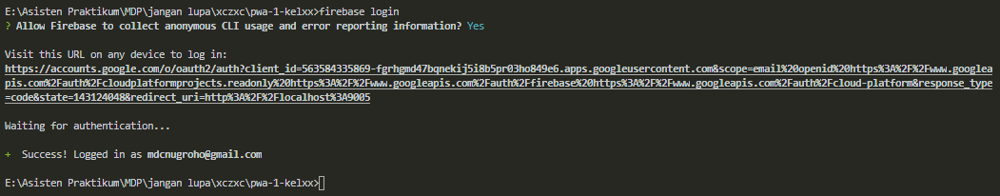 E:\Asisten Praktikum\MDP\jangan lupa\xczxc\pwa-1-kelxx>firebase login
? Allow Firebase to collect anonymous CLI usage and error reporting information? Yes
Visit this URL on any device to log in:
https://accounts.google.com/o/oauth2/auth?client_id=563584335869-fgrhgmd47bqnekij5i8b5pr03ho849e6.apps.googleusercontent.com&scope=email%20openid%20https%3A%2F%2Fwww.googlea
pis.com%2Fauth%2Fcloudplatformprojects.readonly%20https%3A%2F%2Fwww.googleapis.com%2Fauth%2Ffirebase%20https%3A%2F%2Fwww.googleapis.com%2Fauth%2Fcloud-platform&response_type
=code&state=143124048&redirect_uri=http%3A%2F%2Flocalhost%3A9005
Waiting for authentication...
+ Success! Logged in as mdcnugroho@gmail.com
E:\Asisten Praktikum\MDP\jangan lupa\xczxc\pwa-1-kelxx>